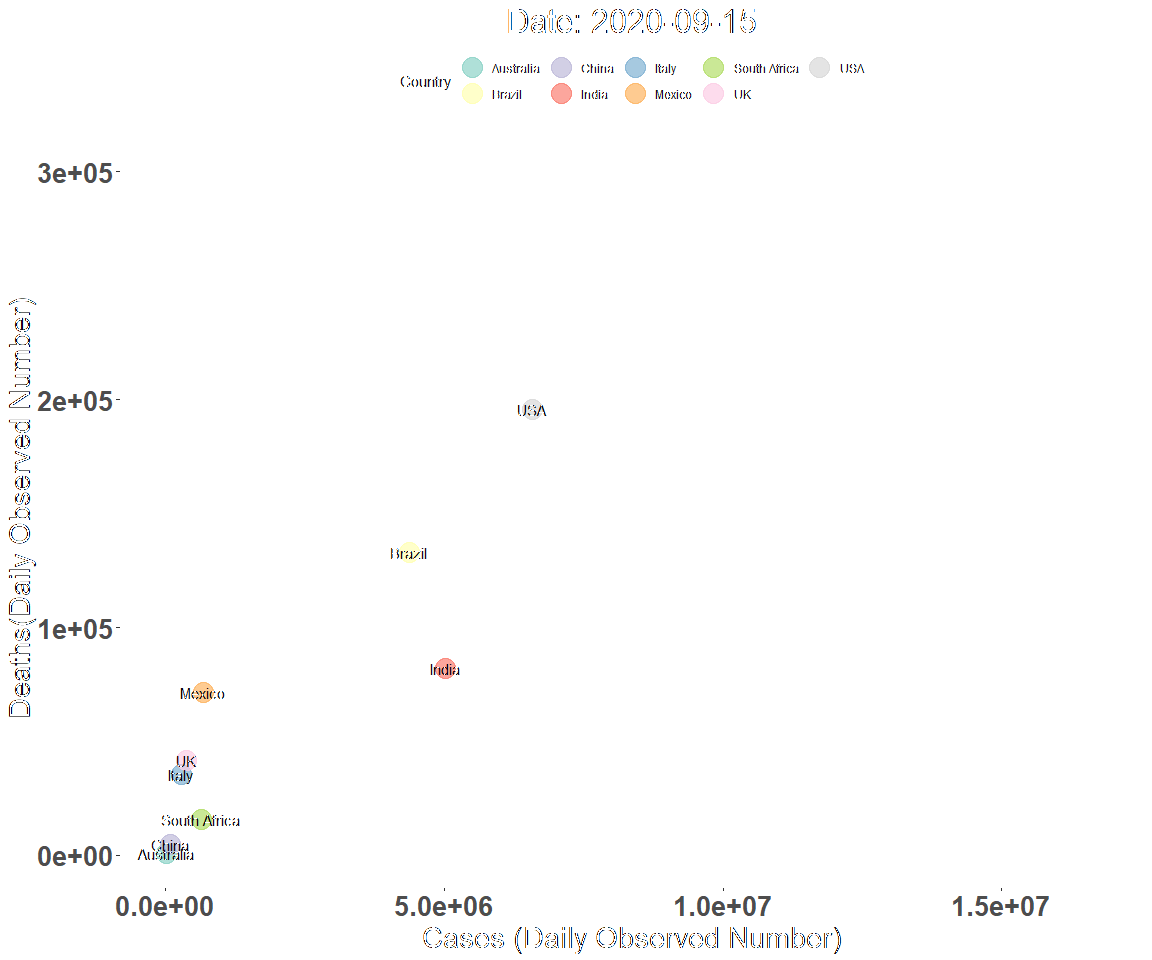 Date: 2020-09-15
Country
Australia China Italy South Africa USA
Brazil India Mexico UK
3e+05
2e+05
1e+05
0e+00
Deaths(Daily Observed Number)
USA
Brazil
India
Mexico
UK
Italy
South Africa
China
Australia
0.0e+00 5.0e+06 1.0e+07 1.5e+07
Cases (Daily Observed Number)